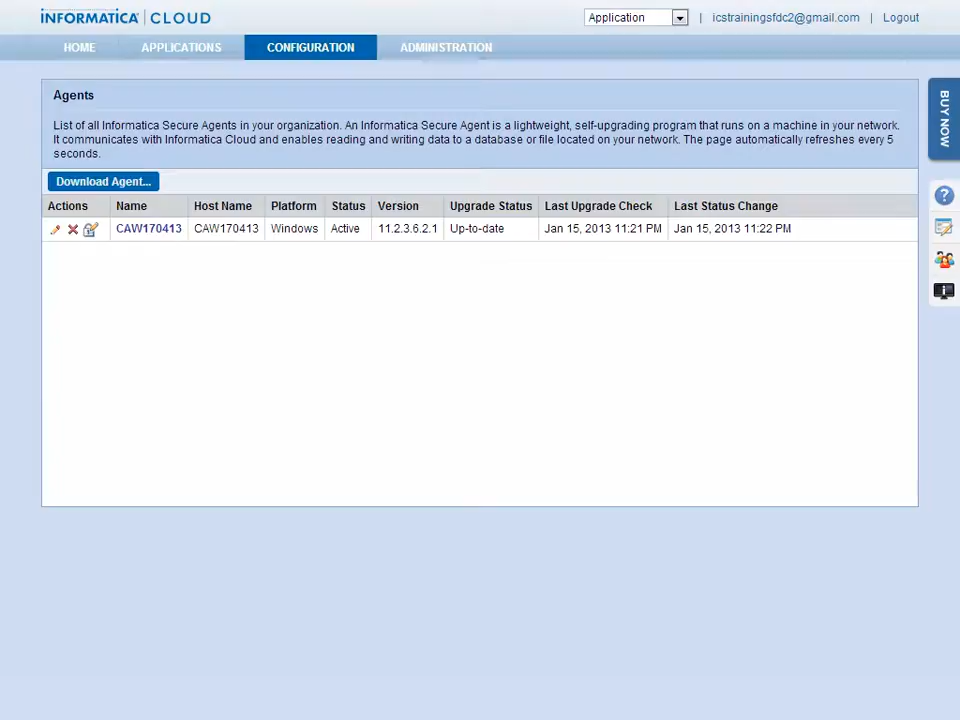 INFORMATICA CLOUD
Application | icstrainingsfdc2@gmail.com | Logout
HOME APPLICATIONS CONFIGURATION ADMINISTRATION
BUY NOW
Agents
List of all Informatica Secure Agents in your organization. An Informatica Secure Agent is a lightweight, self-upgrading program that runs on a machine in your network.
It communicates with Informatica Cloud and enables reading and writing data to a database or file located on your network. The page automatically refreshes every 5
seconds.
Download Agent...
Actions Name Host Name Platform Status Version Upgrade Status Last Upgrade Check Last Status Change
CAW170413 CAW170413 Windows Active 11.2.3.6.2.1 Up-to-date Jan 15, 2013 11:21 PM Jan 15, 2013 11:22 PM